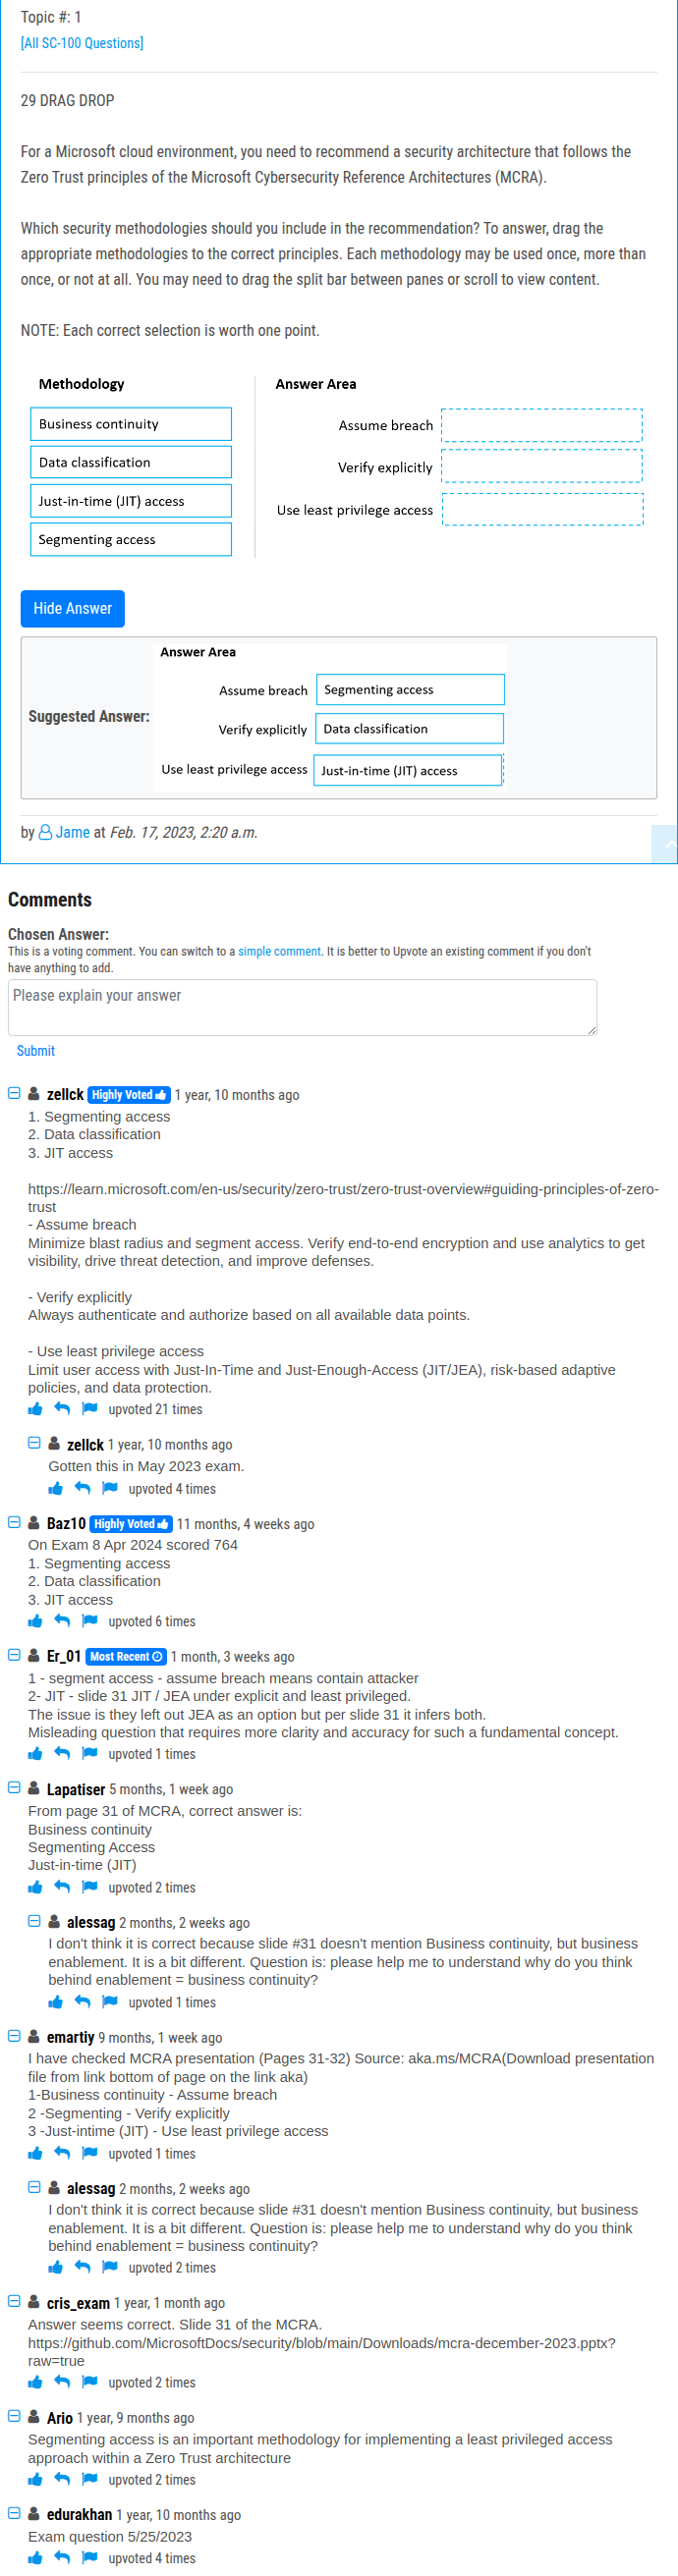 Topic #: 1
[All SC-100 Questions]
29 DRAG DROP
For a Microsoft cloud environment, you need to recommend a security architecture that follows the
Zero Trust principles of the Microsoft Cybersecurity Reference Architectures (MCRA).
Which security methodologies should you include in the recommendation? To answer, drag the
appropriate methodologies to the correct principles. Each methodology may be used once, more than
once, or not at all. You may need to drag the split bar between panes or scroll to view content.
NOTE: Each correct selection is worth one point.
Methodology
Business continuity
Data classification
Just-in-time (JIT) access
Segmenting access
Answer Area
Assume breach
Verify explicitly
Use least privilege access
Hide Answer
Suggested Answer:
Answer Area
Assume breach Segmenting access
Verify explicitly Data classification
Use least privilege access Just-in-time (JIT) access
by Jame at Feb. 17, 2023, 2:20 a.m.
Comments
Chosen Answer:
This is a voting comment. You can switch to a simple comment. It is better to Upvote an existing comment if you don't
have anything to add.
Please explain your answer
Submit
zellck Highly Voted 1 year, 10 months ago
1. Segmenting access
2. Data classification
3. JIT access
https://learn.microsoft.com/en-us/security/zero-trust/zero-trust-overview#guiding-principles-of-zero-
trust
- Assume breach
Minimize blast radius and segment access. Verify end-to-end encryption and use analytics to get
visibility, drive threat detection, and improve defenses.
- Verify explicitly
Always authenticate and authorize based on all available data points.
- Use least privilege access
Limit user access with Just-In-Time and Just-Enough-Access (JIT/JEA), risk-based adaptive
policies, and data protection.
upvoted 21 times
zellck 1 year, 10 months ago
Gotten this in May 2023 exam.
upvoted 4 times
Baz10 Highly Voted 11 months, 4 weeks ago
On Exam 8 Apr 2024 scored 764
1. Segmenting access
2. Data classification
3. JIT access
upvoted 6 times
Er_01 Most Recent 1 month, 3 weeks ago
1 - segment access - assume breach means contain attacker
2- JIT - slide 31 JIT / JEA under explicit and least privileged.
The issue is they left out JEA as an option but per slide 31 it infers both.
Misleading question that requires more clarity and accuracy for such a fundamental concept.
upvoted 1 times
Lapatiser 5 months, 1 week ago
From page 31 of MCRA, correct answer is:
Business continuity
Segmenting Access
Just-in-time (JIT)
upvoted 2 times
alessag 2 months, 2 weeks ago
I don't think it is correct because slide #31 doesn't mention Business continuity, but business
enablement. It is a bit different. Question is: please help me to understand why do you think
behind enablement = business continuity?
upvoted 1 times
emartiy 9 months, 1 week ago
I have checked MCRA presentation (Pages 31-32) Source: aka.ms/MCRA(Download presentation
file from link bottom of page on the link aka)
1-Business continuity - Assume breach
2 -Segmenting - Verify explicitly
3 -Just-intime (JIT) - Use least privilege access
upvoted 1 times
alessag 2 months, 2 weeks ago
I don't think it is correct because slide #31 doesn't mention Business continuity, but business
enablement. It is a bit different. Question is: please help me to understand why do you think
behind enablement = business continuity?
upvoted 2 times
cris_exam 1 year, 1 month ago
Answer seems correct. Slide 31 of the MCRA.
https://github.com/MicrosoftDocs/security/blob/main/Downloads/mcra-december-2023.pptx?
raw=true
upvoted 2 times
Ario 1 year, 9 months ago
Segmenting access is an important methodology for implementing a least privileged access
approach within a Zero Trust architecture
upvoted 2 times
edurakhan 1 year, 10 months ago
Exam question 5/25/2023
upvoted 4 times